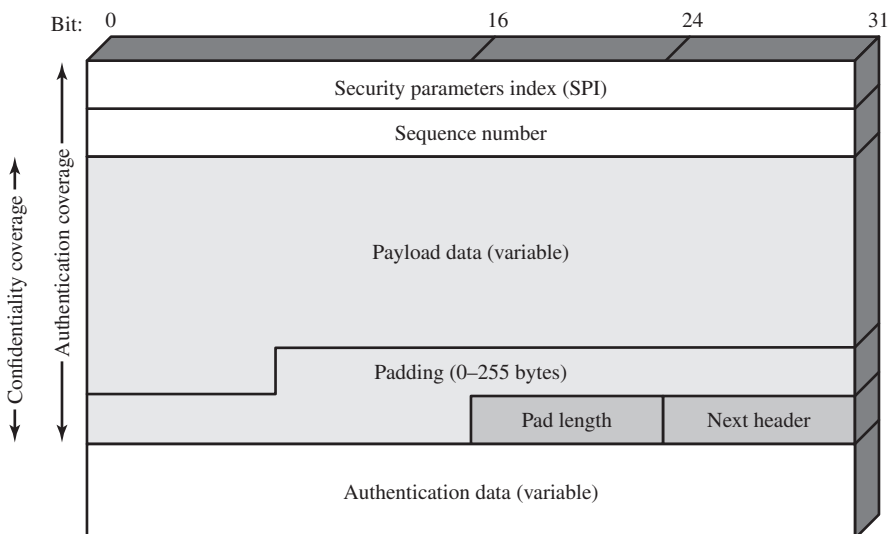 Bit: 0 16 24 31
Security parameters index (SPI)
Sequence number
Payload data (variable)
Padding (0–255 bytes)
Pad length
Next header
Authentication data (variable)
Confidentiality coverage
Authentication coverage